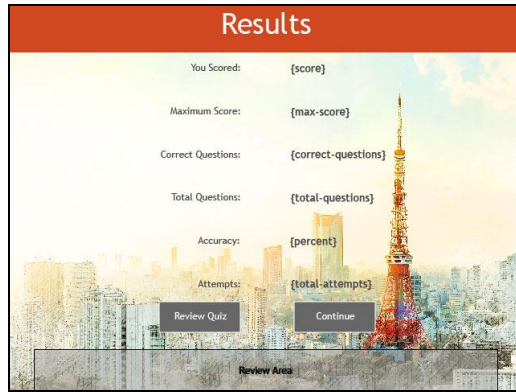 Results
You Scored: {score}
Maximum Score: {max-score}
Correct Questions: {correct-questions}
Total Questions: {total-questions}
Accuracy: {percent}
Attempts: {total-attempts}
Review Quiz Continue
Review Area